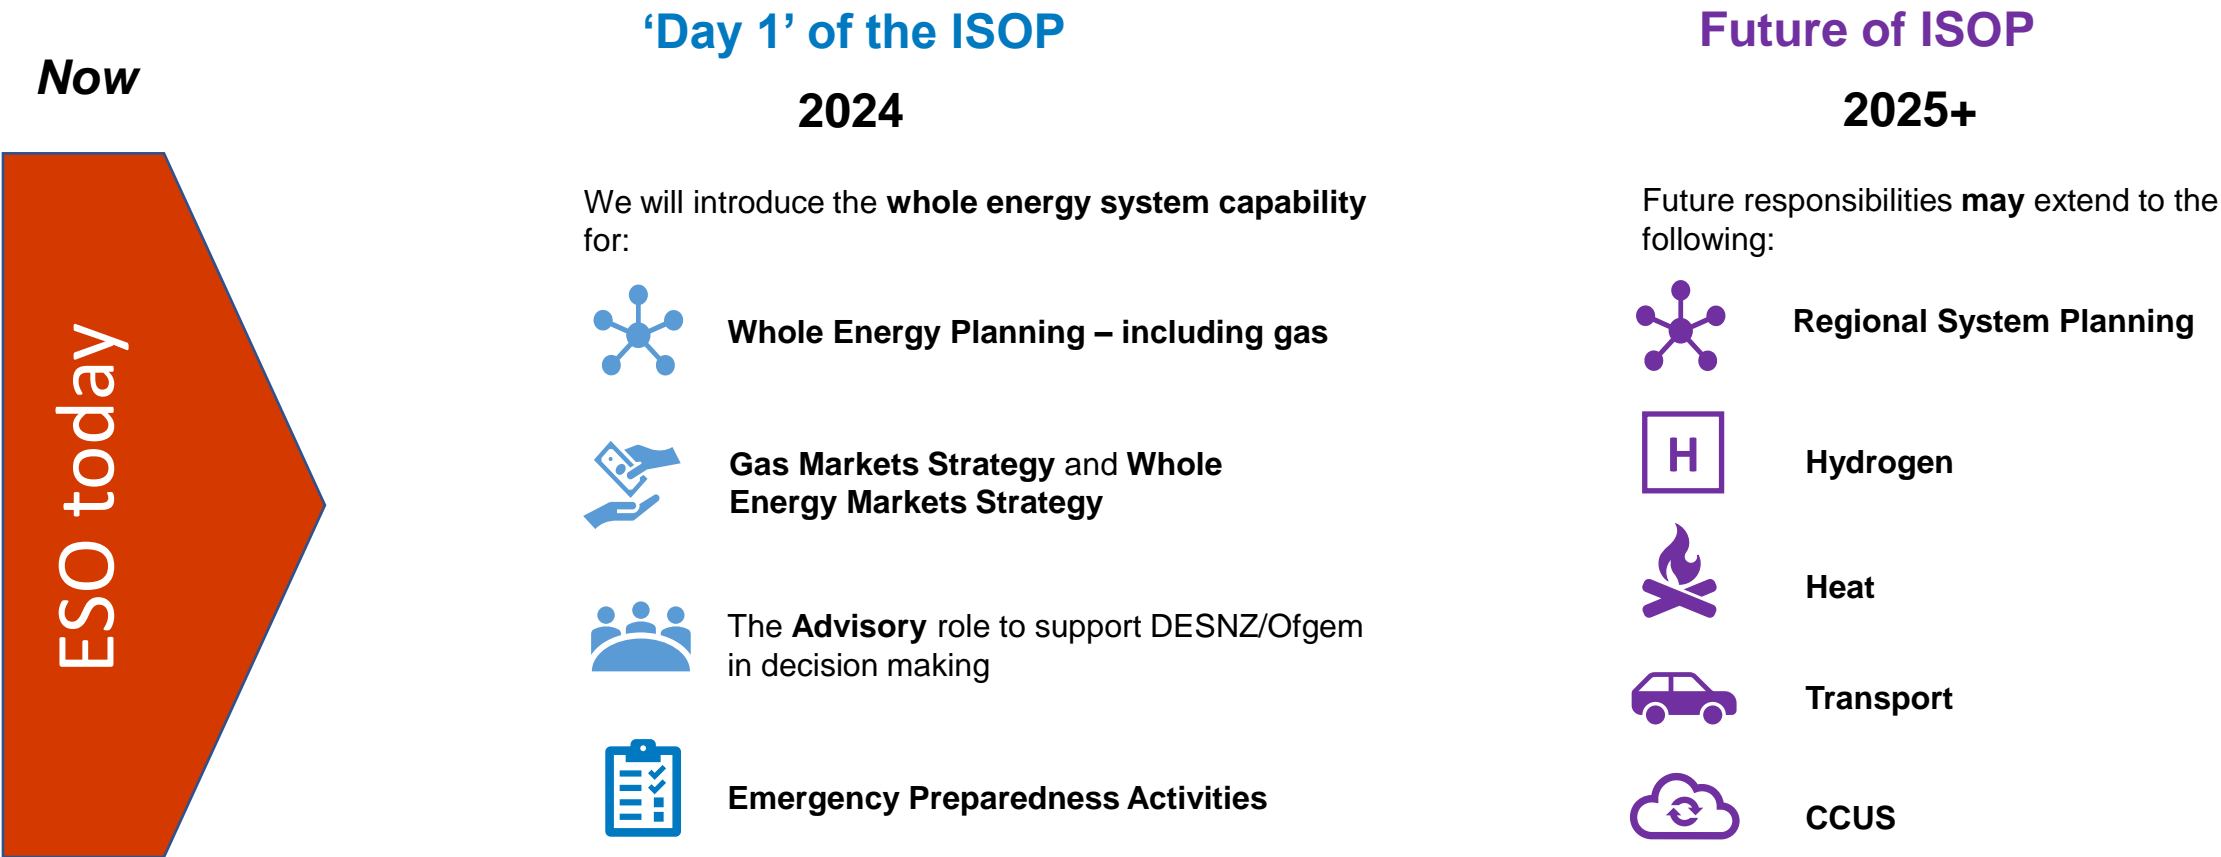 Now
ESO today
‘Day 1’ of the ISOP
2024
We will introduce the whole energy system capability
for:
Whole Energy Planning – including gas
Gas Markets Strategy and Whole
Energy Markets Strategy
The Advisory role to support DESNZ/Ofgem
in decision making
Emergency Preparedness Activities
Future of ISOP
2025+
Future responsibilities may extend to the
following:
Regional System Planning
H
Hydrogen
Heat
Transport
CCUS